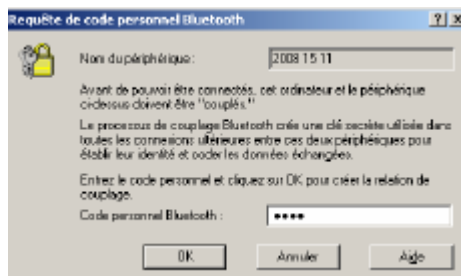 Requête de code personnel Bluetooth
Nom du périphérique :
2008 15 11
Avant de pouvoir être connectés, cet ordinateur et le périphérique
ci-dessus doivent être "couplés."
Le processus de couplage Bluetooth crée une clé secrète utilisée dans
toutes les connexions ultérieures entre ces deux périphériques pour
établir leur identité et coder les données échangées.
Entrez le code personnel et cliquez sur OK pour créer la relation de
couplage.
Code personnel Bluetooth :
••••
OK
Annuler
Aide